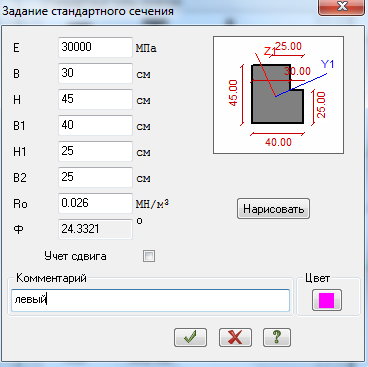 Задание стандартного сечения
E 30000 МПа
B 30 см
H 45 см
B1 40 см
H1 25 см
B2 25 см
Ro 0.026 МН/м³
Ф 24.3321 °
Z1 25.00
30.00 Y1
45.00 25.00
40.00
Нарисовать
Учет сдвига
Комментарий Цвет
левый
?